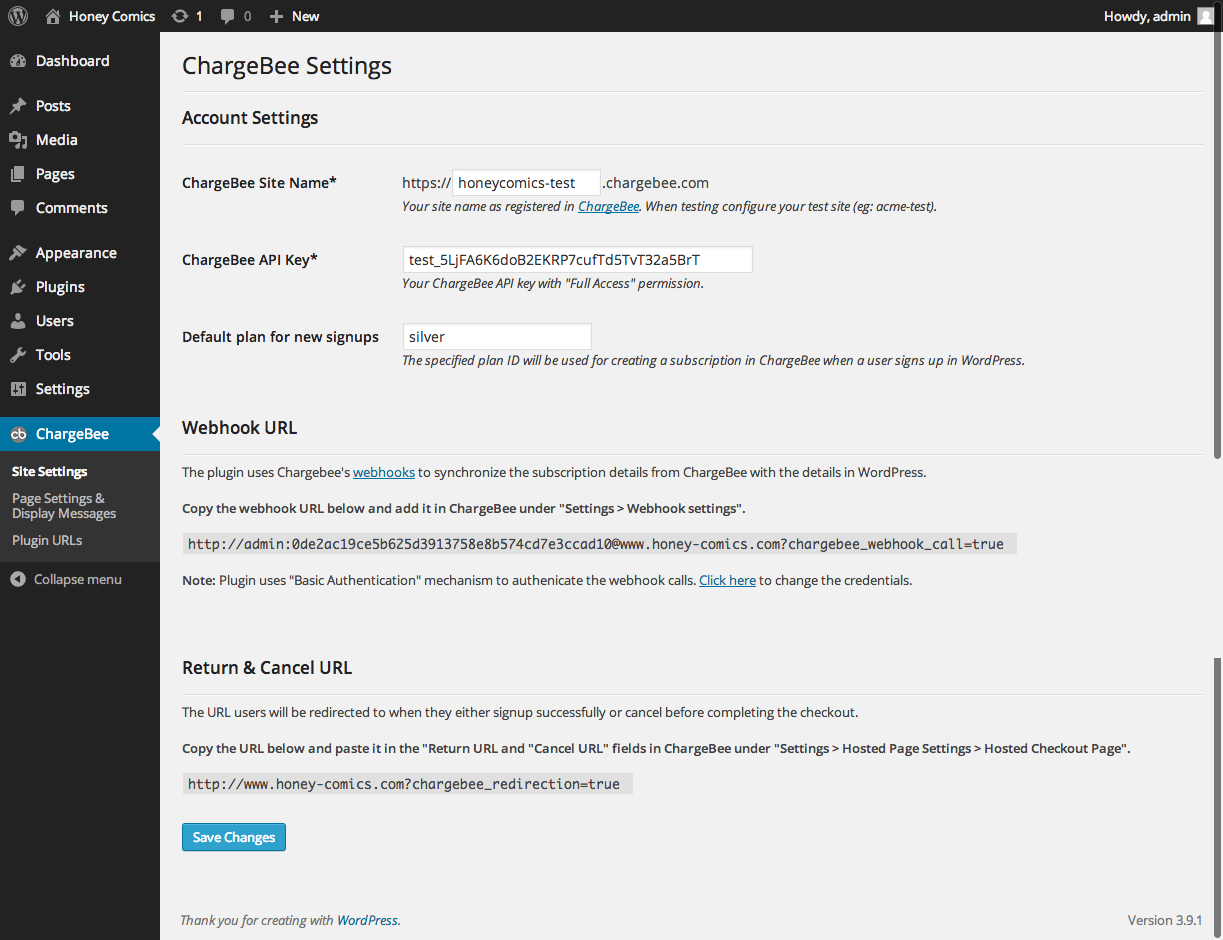 Honey Comics 1 0 New Howdy, admin
Dashboard
Posts
Media
Pages
Comments
Appearance
Plugins
Users
Tools
Settings
cb ChargeBee
Site Settings
Page Settings &
Display Messages
Plugin URLs
Collapse menu
ChargeBee Settings
Account Settings
ChargeBee Site Name* https:// honeycomics-test .chargebee.com
Your site name as registered in ChargeBee. When testing configure your test site (eg: acme-test).
ChargeBee API Key* test_5LjFA6K6doB2EKRP7cufTd5TvT32a5BrT
Your ChargeBee API key with "Full Access" permission.
Default plan for new signups silver
The specified plan ID will be used for creating a subscription in ChargeBee when a user signs up in WordPress.
Webhook URL
The plugin uses Chargebee's webhooks to synchronize the subscription details from ChargeBee with the details in WordPress.
Copy the webhook URL below and add it in ChargeBee under "Settings > Webhook settings".
http://admin:0de2ac19ce5b625d3913758e8b574cd7e3ccad10@www.honey-comics.com?chargebee_webhook_call=true
Note: Plugin uses "Basic Authentication" mechanism to authenicate the webhook calls. Click here to change the credentials.
Return & Cancel URL
The URL users will be redirected to when they either signup successfully or cancel before completing the checkout.
Copy the URL below and paste it in the "Return URL and "Cancel URL" fields in ChargeBee under "Settings > Hosted Page Settings > Hosted Checkout Page".
http://www.honey-comics.com?chargebee_redirection=true
Save Changes
Thank you for creating with WordPress. Version 3.9.1